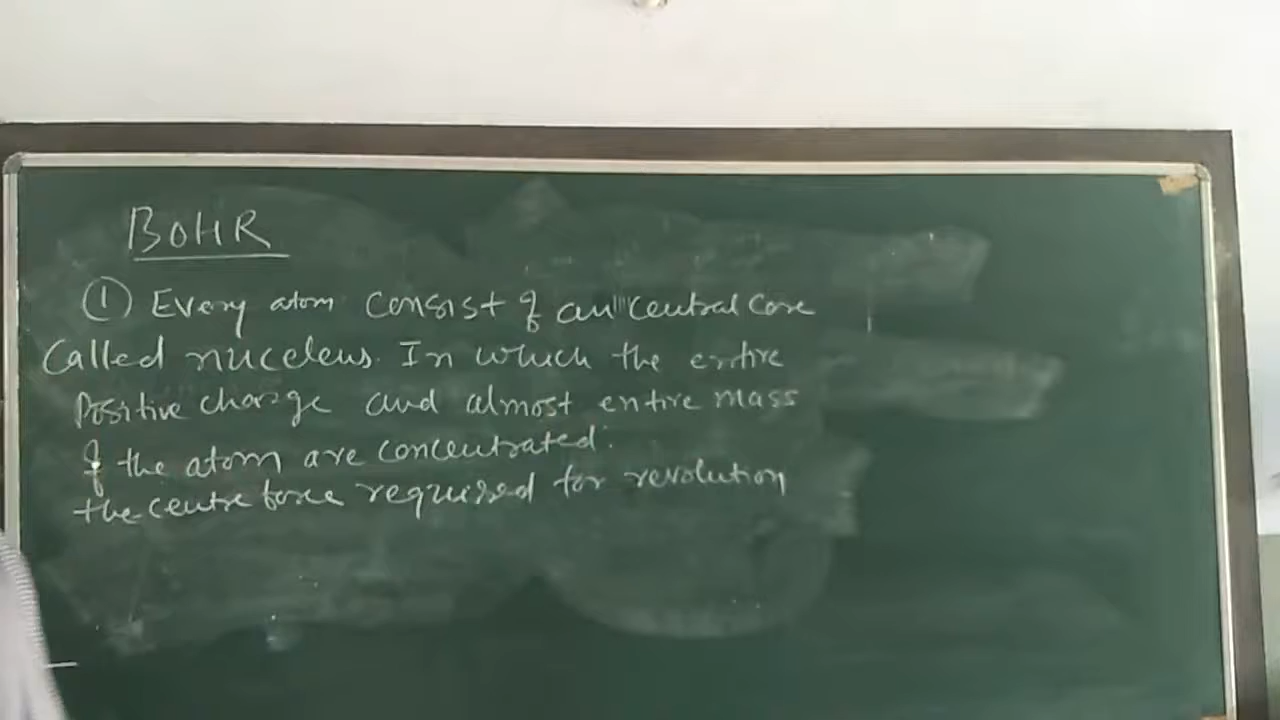 BOHR
① Every atom consist of an central core
Called nuceleus. In which the entire
Positive charge and almost entire mass
of the atom are concentrated.
the centre force required for revolution